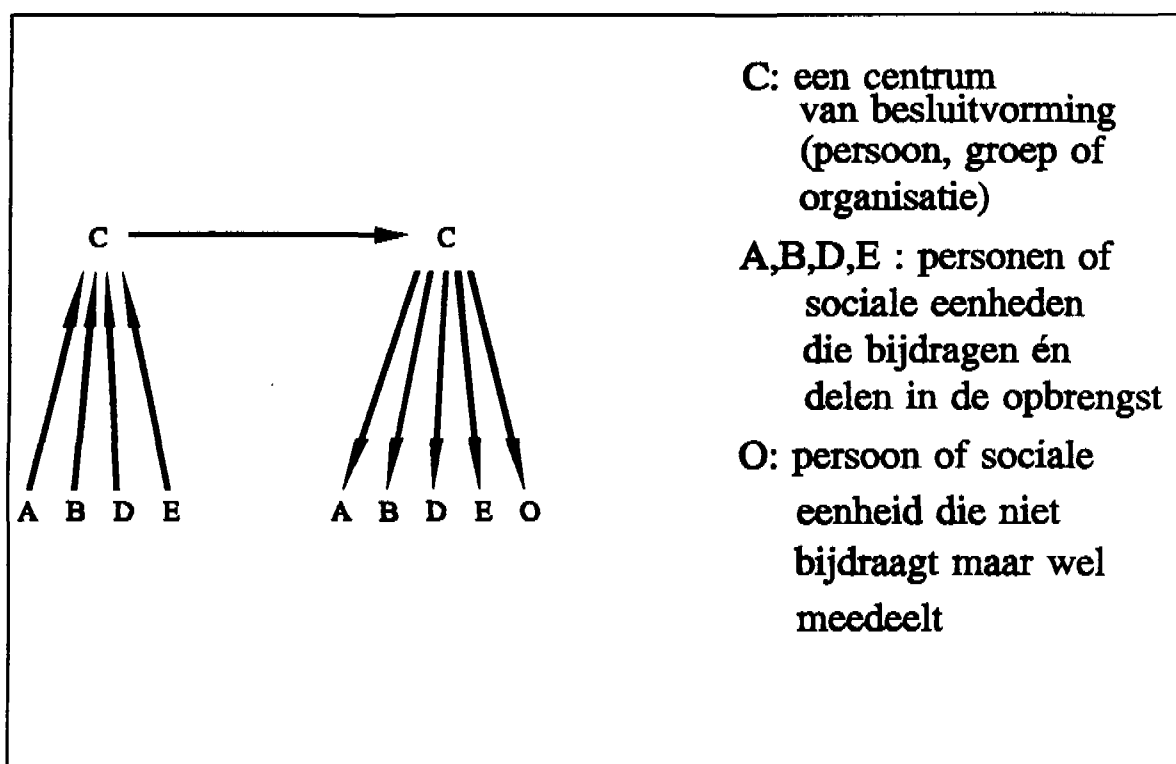 C: een centrum
van besluitvorming
(persoon, groep of
organisatie)
C C
A,B,D,E : personen of
sociale eenheden
die bijdragen én
delen in de opbrengst
O: persoon of sociale
A B D E A B D E O
eenheid die niet
bijdraagt maar wel
meedeelt